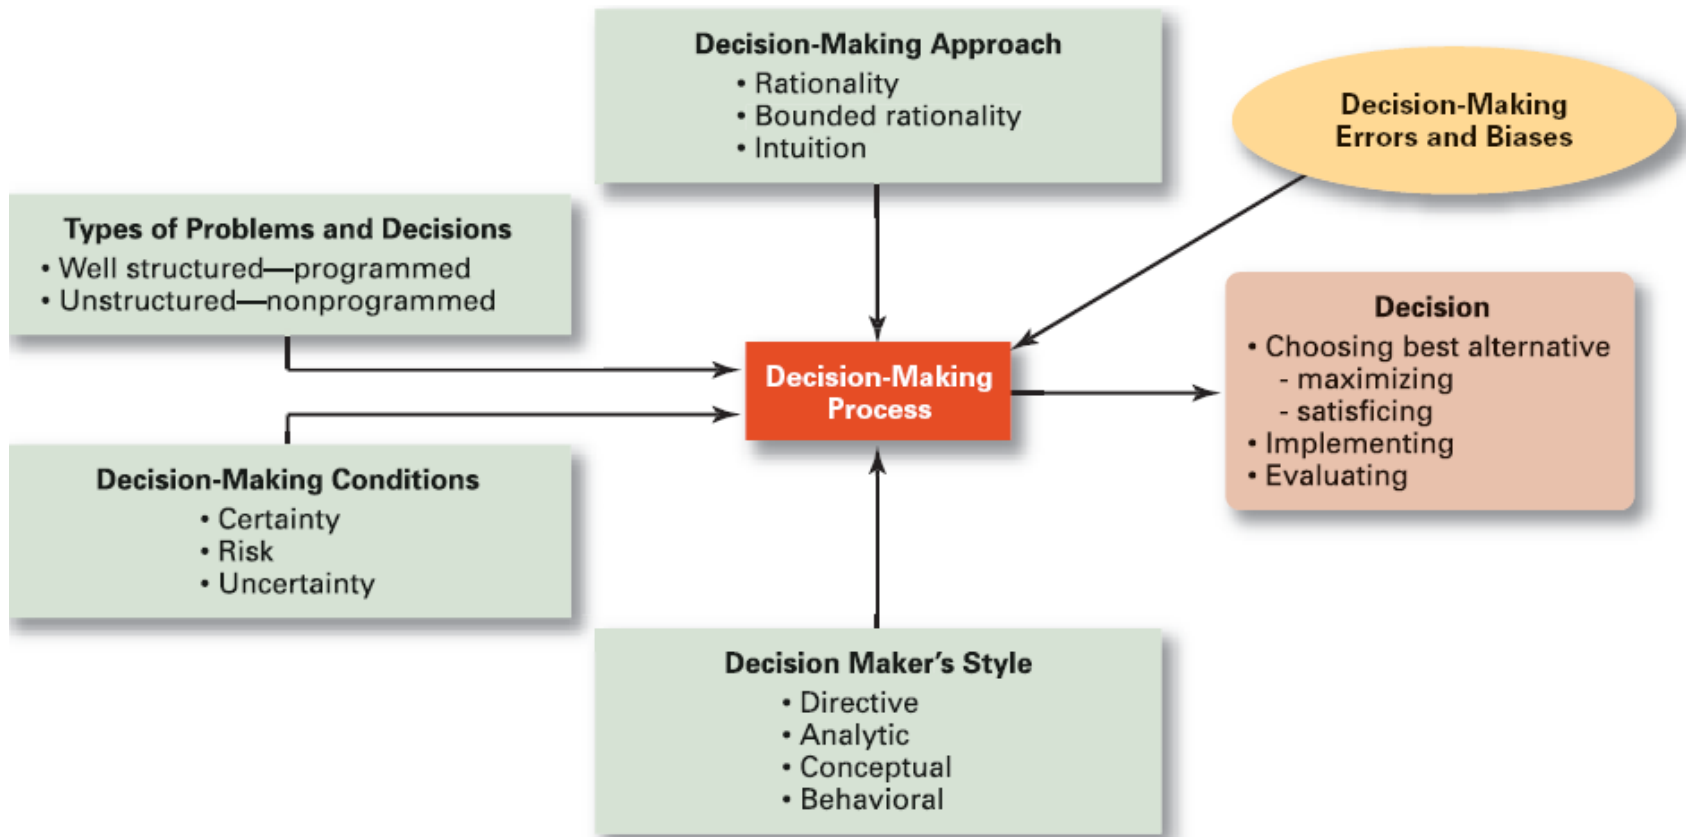 Decision-Making Approach
• Rationality
• Bounded rationality
• Intuition
Decision-Making
Errors and Biases
Types of Problems and Decisions
• Well structured—programmed
• Unstructured—nonprogrammed
Decision
• Choosing best alternative
- maximizing
- satisficing
• Implementing
• Evaluating
Decision-Making
Process
Decision-Making Conditions
• Certainty
• Risk
• Uncertainty
Decision Maker’s Style
• Directive
• Analytic
• Conceptual
• Behavioral